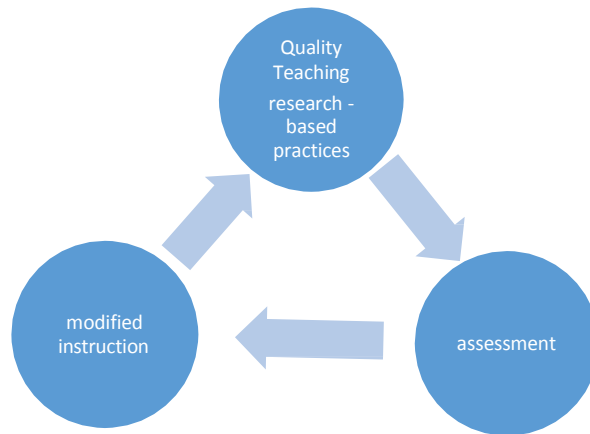 Quality
Teaching
research -
based
practices
modified
instruction
assessment